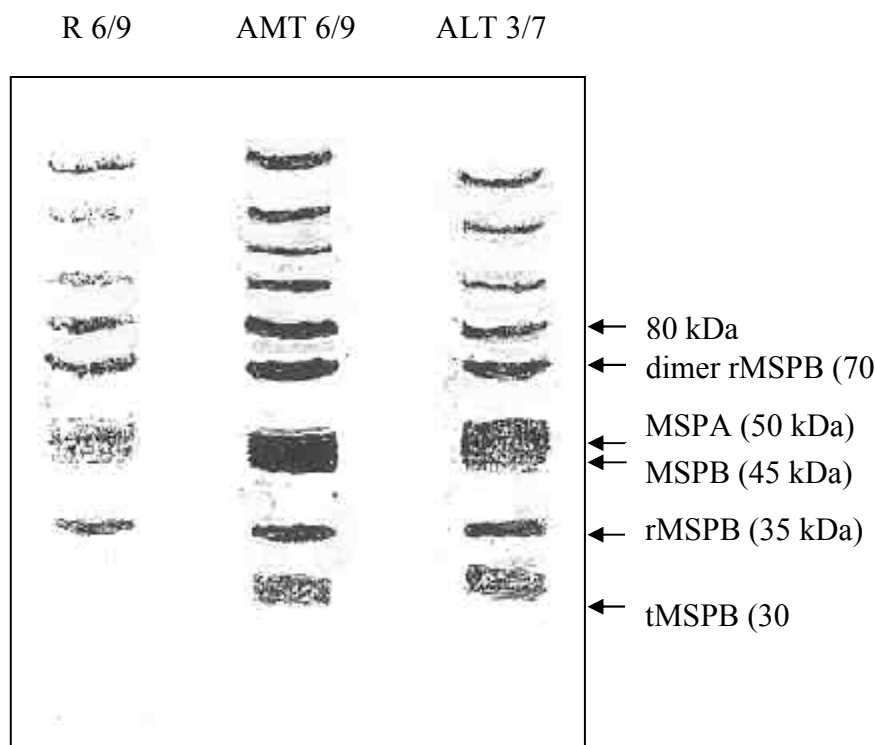 R 6/9 AMT 6/9 ALT 3/7
80 kDa
dimer rMSPB (70
MSPA (50 kDa)
MSPB (45 kDa)
rMSPB (35 kDa)
tMSPB (30